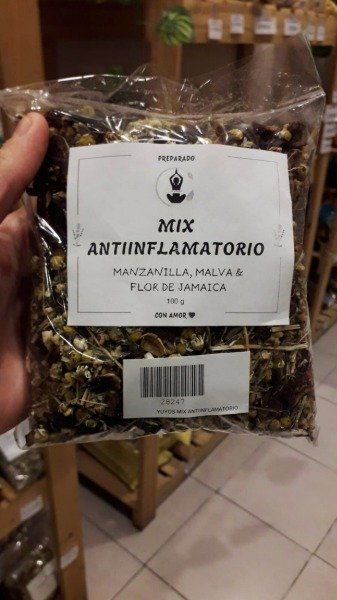 PREPARADO
MIX
ANTIINFLAMATORIO
MANZANILLA, MALVA &
FLOR DE JAMAICA
100 g
CON AMOR
28247
YUYOS MIX ANTIINFLAMATORIO